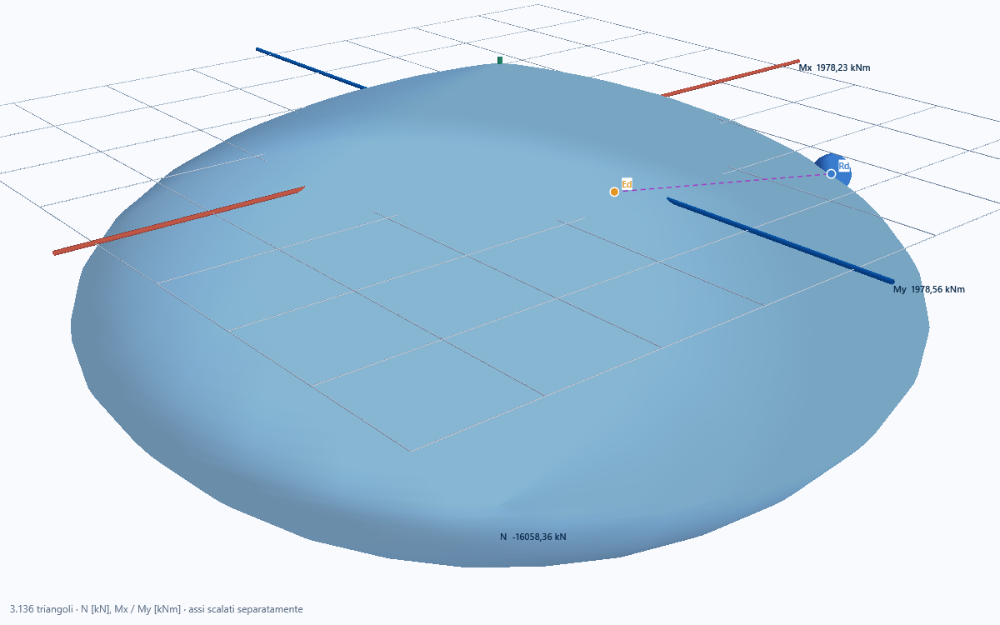 Mx 1978,23 kNm
Rd
Ed
My 1978,56 kNm
N -16058,36 kN
3.136 triangoli · N [kN], Mx / My [kNm] · assi scalati separatamente